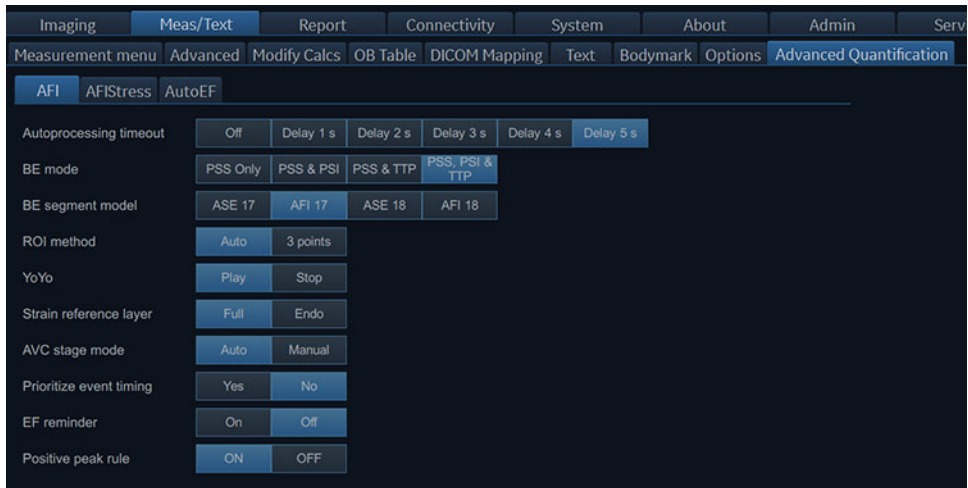 Imaging Meas/Text Report Connectivity System About Admin Serv
Measurement menu Advanced Modify Calcs OB Table DICOM Mapping Text Bodymark Options Advanced Quantification
AFI AFIStress AutoEF
Autoprocessing timeout Off Delay 1 s Delay 2 s Delay 3 s Delay 4 s Delay 5 s
BE mode PSS Only PSS & PSI PSS & TTP PSS, PSI & TTP
BE segment model ASE 17 AFI 17 ASE 18 AFI 18
ROI method Auto 3 points
YoYo Play Stop
Strain reference layer Full Endo
AVC stage mode Auto Manual
Prioritize event timing Yes No
EF reminder On Off
Positive peak rule ON OFF